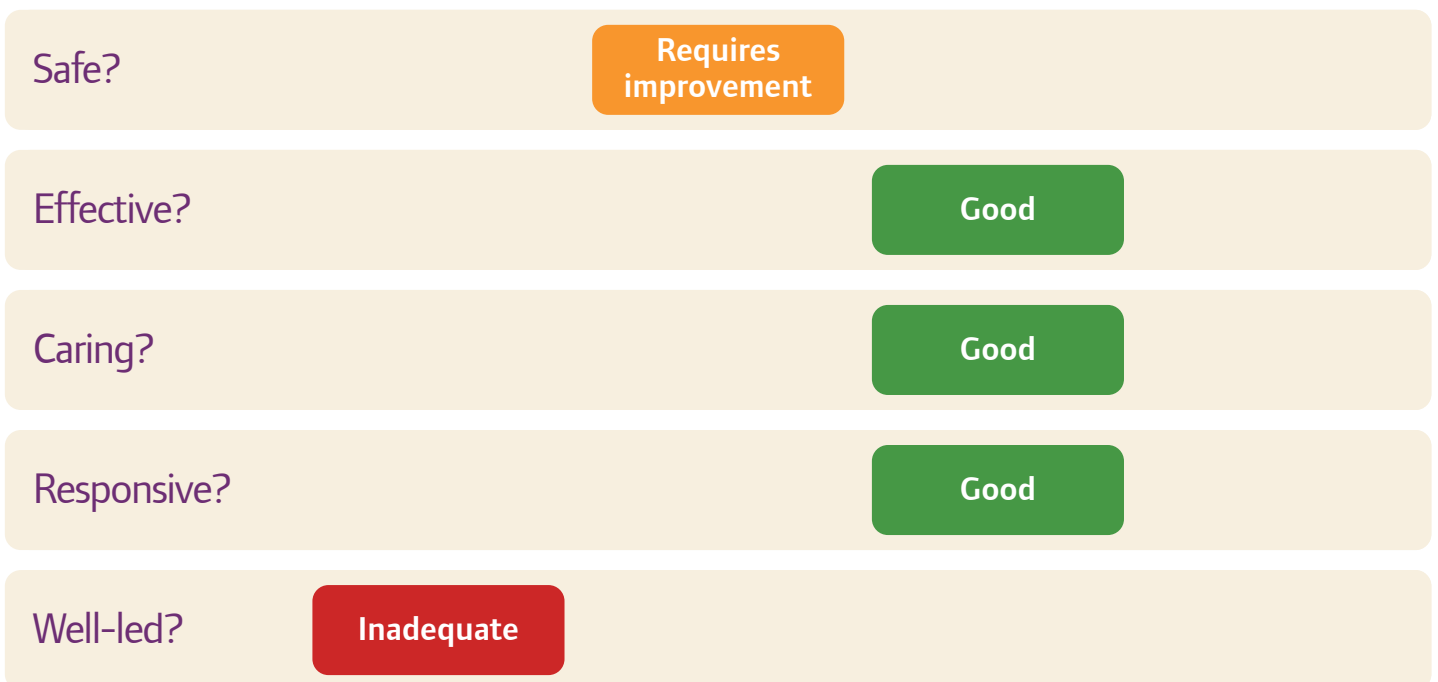 Safe?
Requires
improvement
Effective?
Good
Caring?
Good
Responsive?
Good
Well-led?
Inadequate